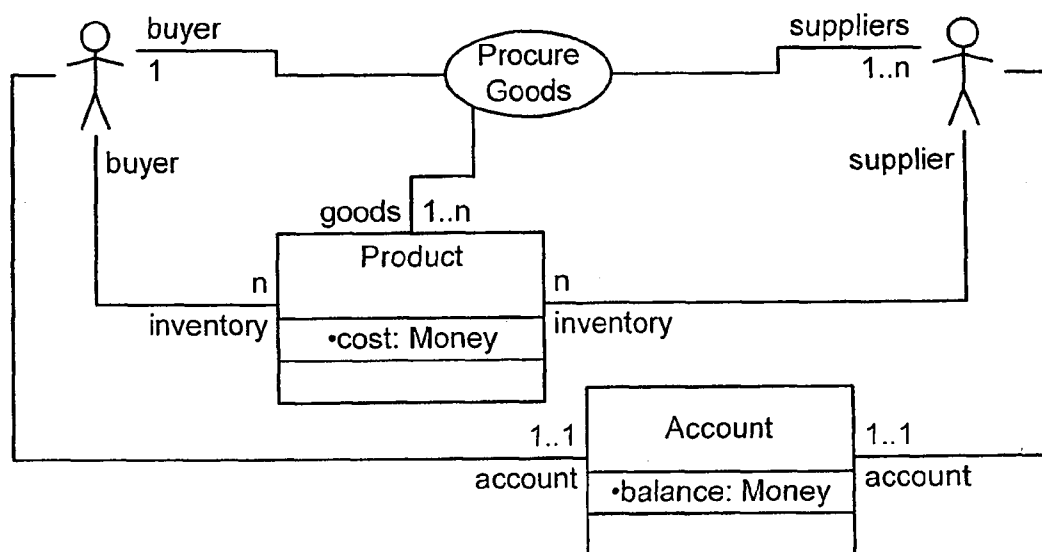 buyer
1
Procure
Goods
suppliers
1..n
buyer
supplier
goods
1..n
Product
n
inventory
n
inventory
•cost: Money
1..1
account
Account
1..1
account
•balance: Money